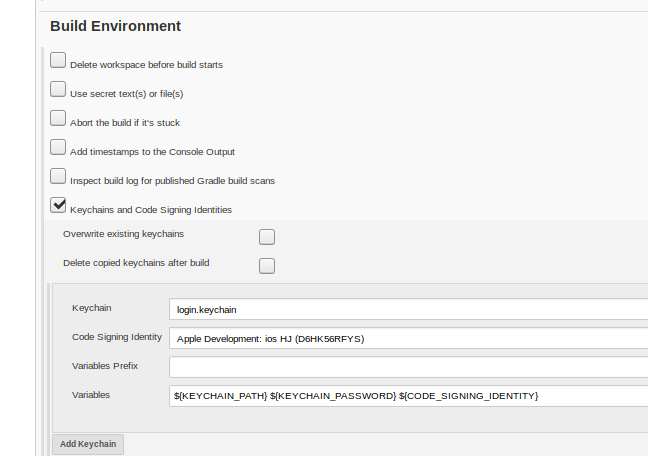 Build Environment
Delete workspace before build starts
Use secret text(s) or file(s)
Abort the build if it's stuck
Add timestamps to the Console Output
Inspect build log for published Gradle build scans
Keychains and Code Signing Identities
Overwrite existing keychains
Delete copied keychains after build
Keychain login.keychain
Code Signing Identity Apple Development: ios HJ (D6HK56RFYS)
Variables Prefix
Variables ${KEYCHAIN_PATH} ${KEYCHAIN_PASSWORD} ${CODE_SIGNING_IDENTITY}
Add Keychain